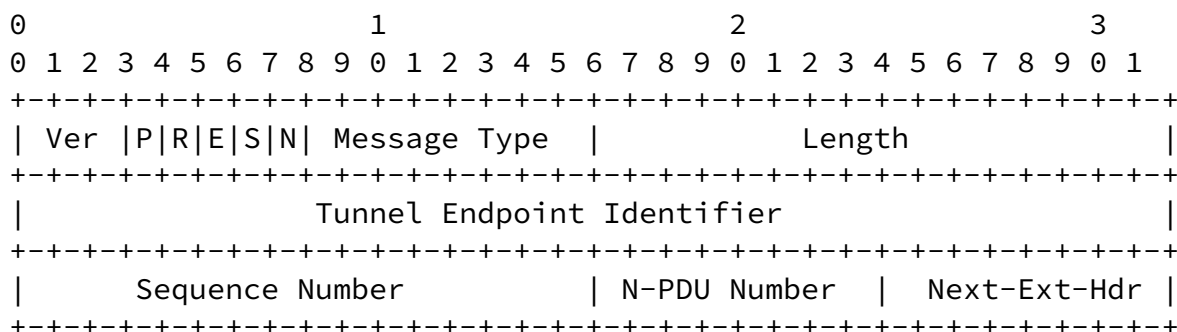 0                   1                   2                   3
0 1 2 3 4 5 6 7 8 9 0 1 2 3 4 5 6 7 8 9 0 1 2 3 4 5 6 7 8 9 0 1
+-+-+-+-+-+-+-+-+-+-+-+-+-+-+-+-+-+-+-+-+-+-+-+-+-+-+-+-+-+-+-+-+
| Ver |P|R|E|S|N| Message Type  |           Length              |
+-+-+-+-+-+-+-+-+-+-+-+-+-+-+-+-+-+-+-+-+-+-+-+-+-+-+-+-+-+-+-+-+
|                Tunnel Endpoint Identifier                     |
+-+-+-+-+-+-+-+-+-+-+-+-+-+-+-+-+-+-+-+-+-+-+-+-+-+-+-+-+-+-+-+-+
|      Sequence Number          | N-PDU Number  |  Next-Ext-Hdr |
+-+-+-+-+-+-+-+-+-+-+-+-+-+-+-+-+-+-+-+-+-+-+-+-+-+-+-+-+-+-+-+-+